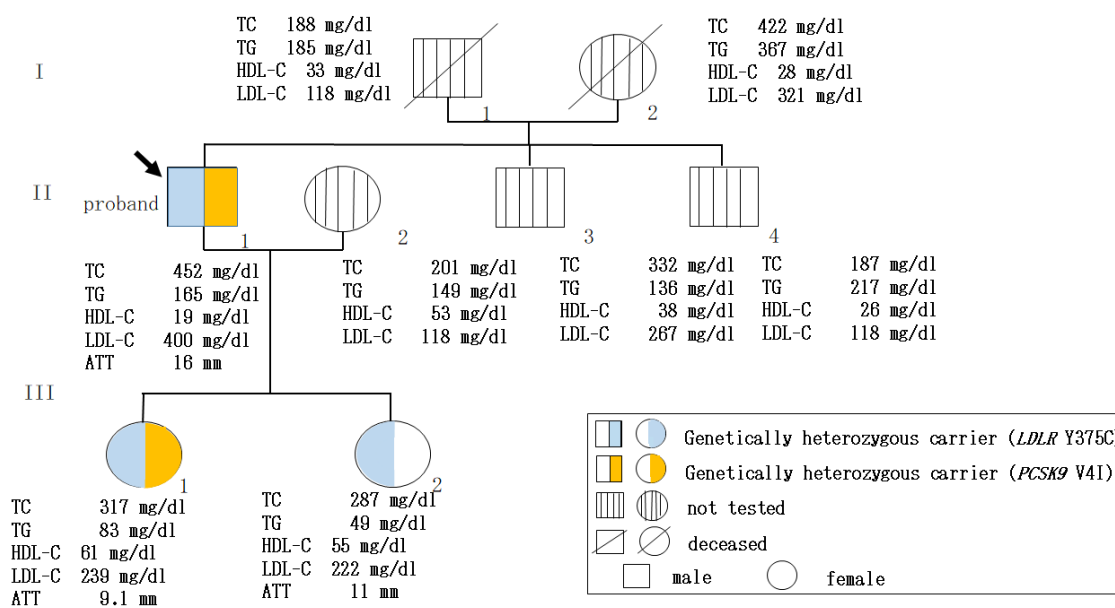 TC 188 mg/dl
TG 185 mg/dl
HDL-C 33 mg/dl
LDL-C 118 mg/dl
TC 422 mg/dl
TG 367 mg/dl
HDL-C 28 mg/dl
LDL-C 321 mg/dl
I
1
2
II
proband
1
2
3
4
TC 452 mg/dl
TG 165 mg/dl
HDL-C 19 mg/dl
LDL-C 400 mg/dl
ATT 16 mm
TC 201 mg/dl
TG 149 mg/dl
HDL-C 53 mg/dl
LDL-C 118 mg/dl
TC 332 mg/dl
TG 136 mg/dl
HDL-C 38 mg/dl
LDL-C 267 mg/dl
TC 187 mg/dl
TG 217 mg/dl
HDL-C 26 mg/dl
LDL-C 118 mg/dl
III
1
2
TC 317 mg/dl
TG 83 mg/dl
HDL-C 61 mg/dl
LDL-C 239 mg/dl
ATT 9.1 mm
TC 287 mg/dl
TG 49 mg/dl
HDL-C 55 mg/dl
LDL-C 222 mg/dl
ATT 11 mm
Genetically heterozygous carrier (LDLR Y375C)
Genetically heterozygous carrier (PCSK9 V4I)
not tested
deceased
male
female